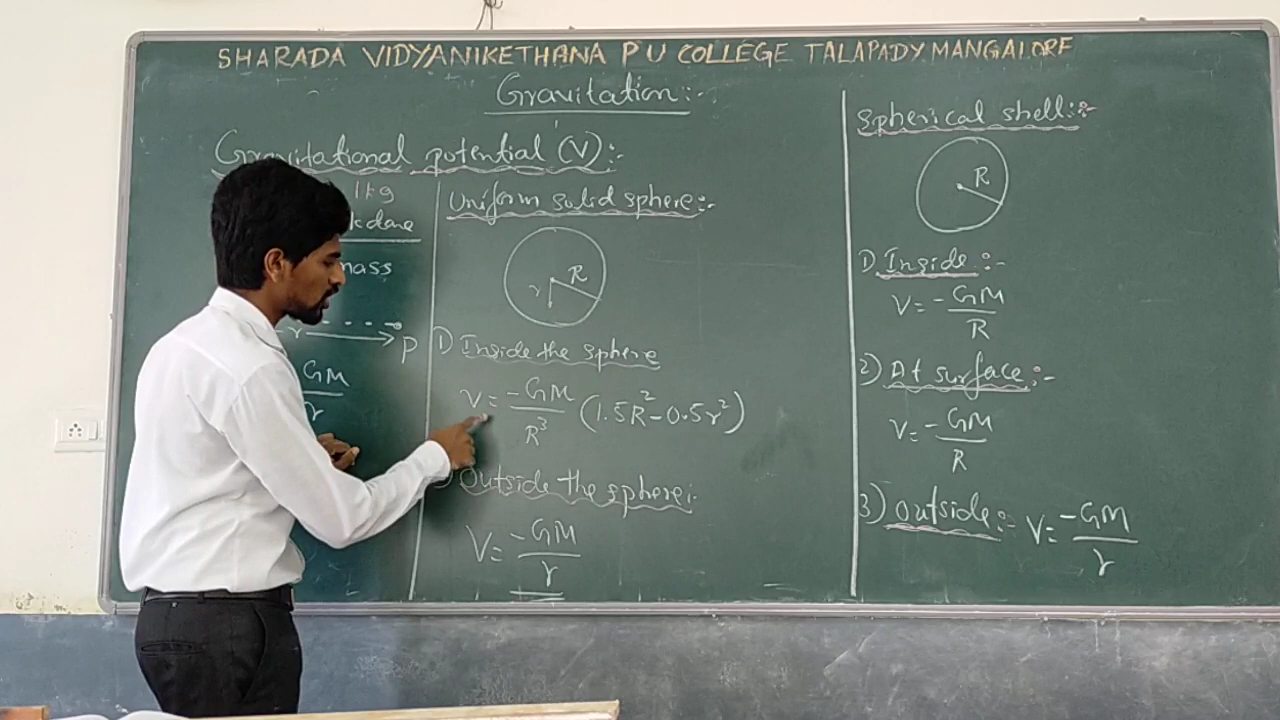 SHARADA VIDYANIKETHANA P U COLLEGE TALAPADY MANGALORE
Gravitation:-
Gravitational potential (V):-
1kg
done
mass
r
P
GM
r
Uniform solid sphere:-
R
r
1) Inside the sphere
V = -GM/R³ (1.5R² - 0.5r²)
Outside the sphere:
V = -GM/r
Spherical shell:-
R
1) Inside:-
V = -GM/R
2) At surface:-
V = -GM/R
3) Outside:- V = -GM/r